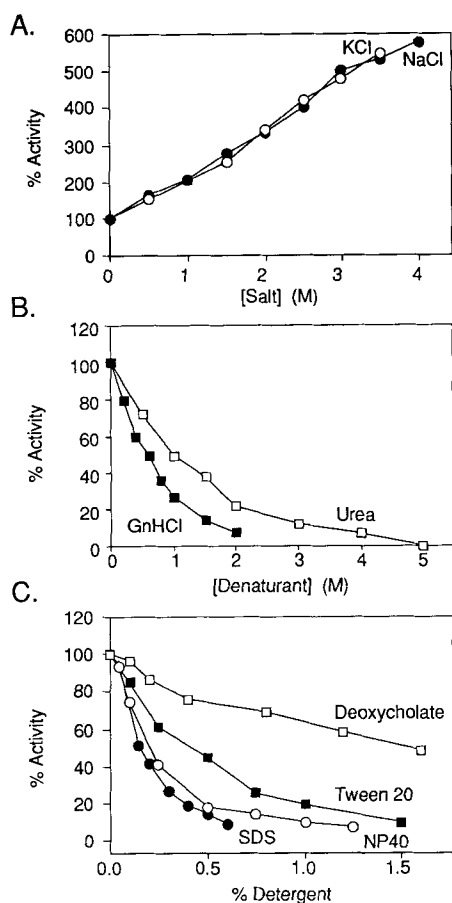 A.
600
500
400
300
200
100
0
% Activity
KCl
NaCl
0 1 2 3 4
[Salt] (M)
B.
120
100
80
60
40
20
0
% Activity
GnHCl
Urea
0 1 2 3 4 5
[Denaturant] (M)
C.
120
100
80
60
40
20
0
% Activity
Deoxycholate
Tween 20
NP40
SDS
0.0 0.5 1.0 1.5
% Detergent